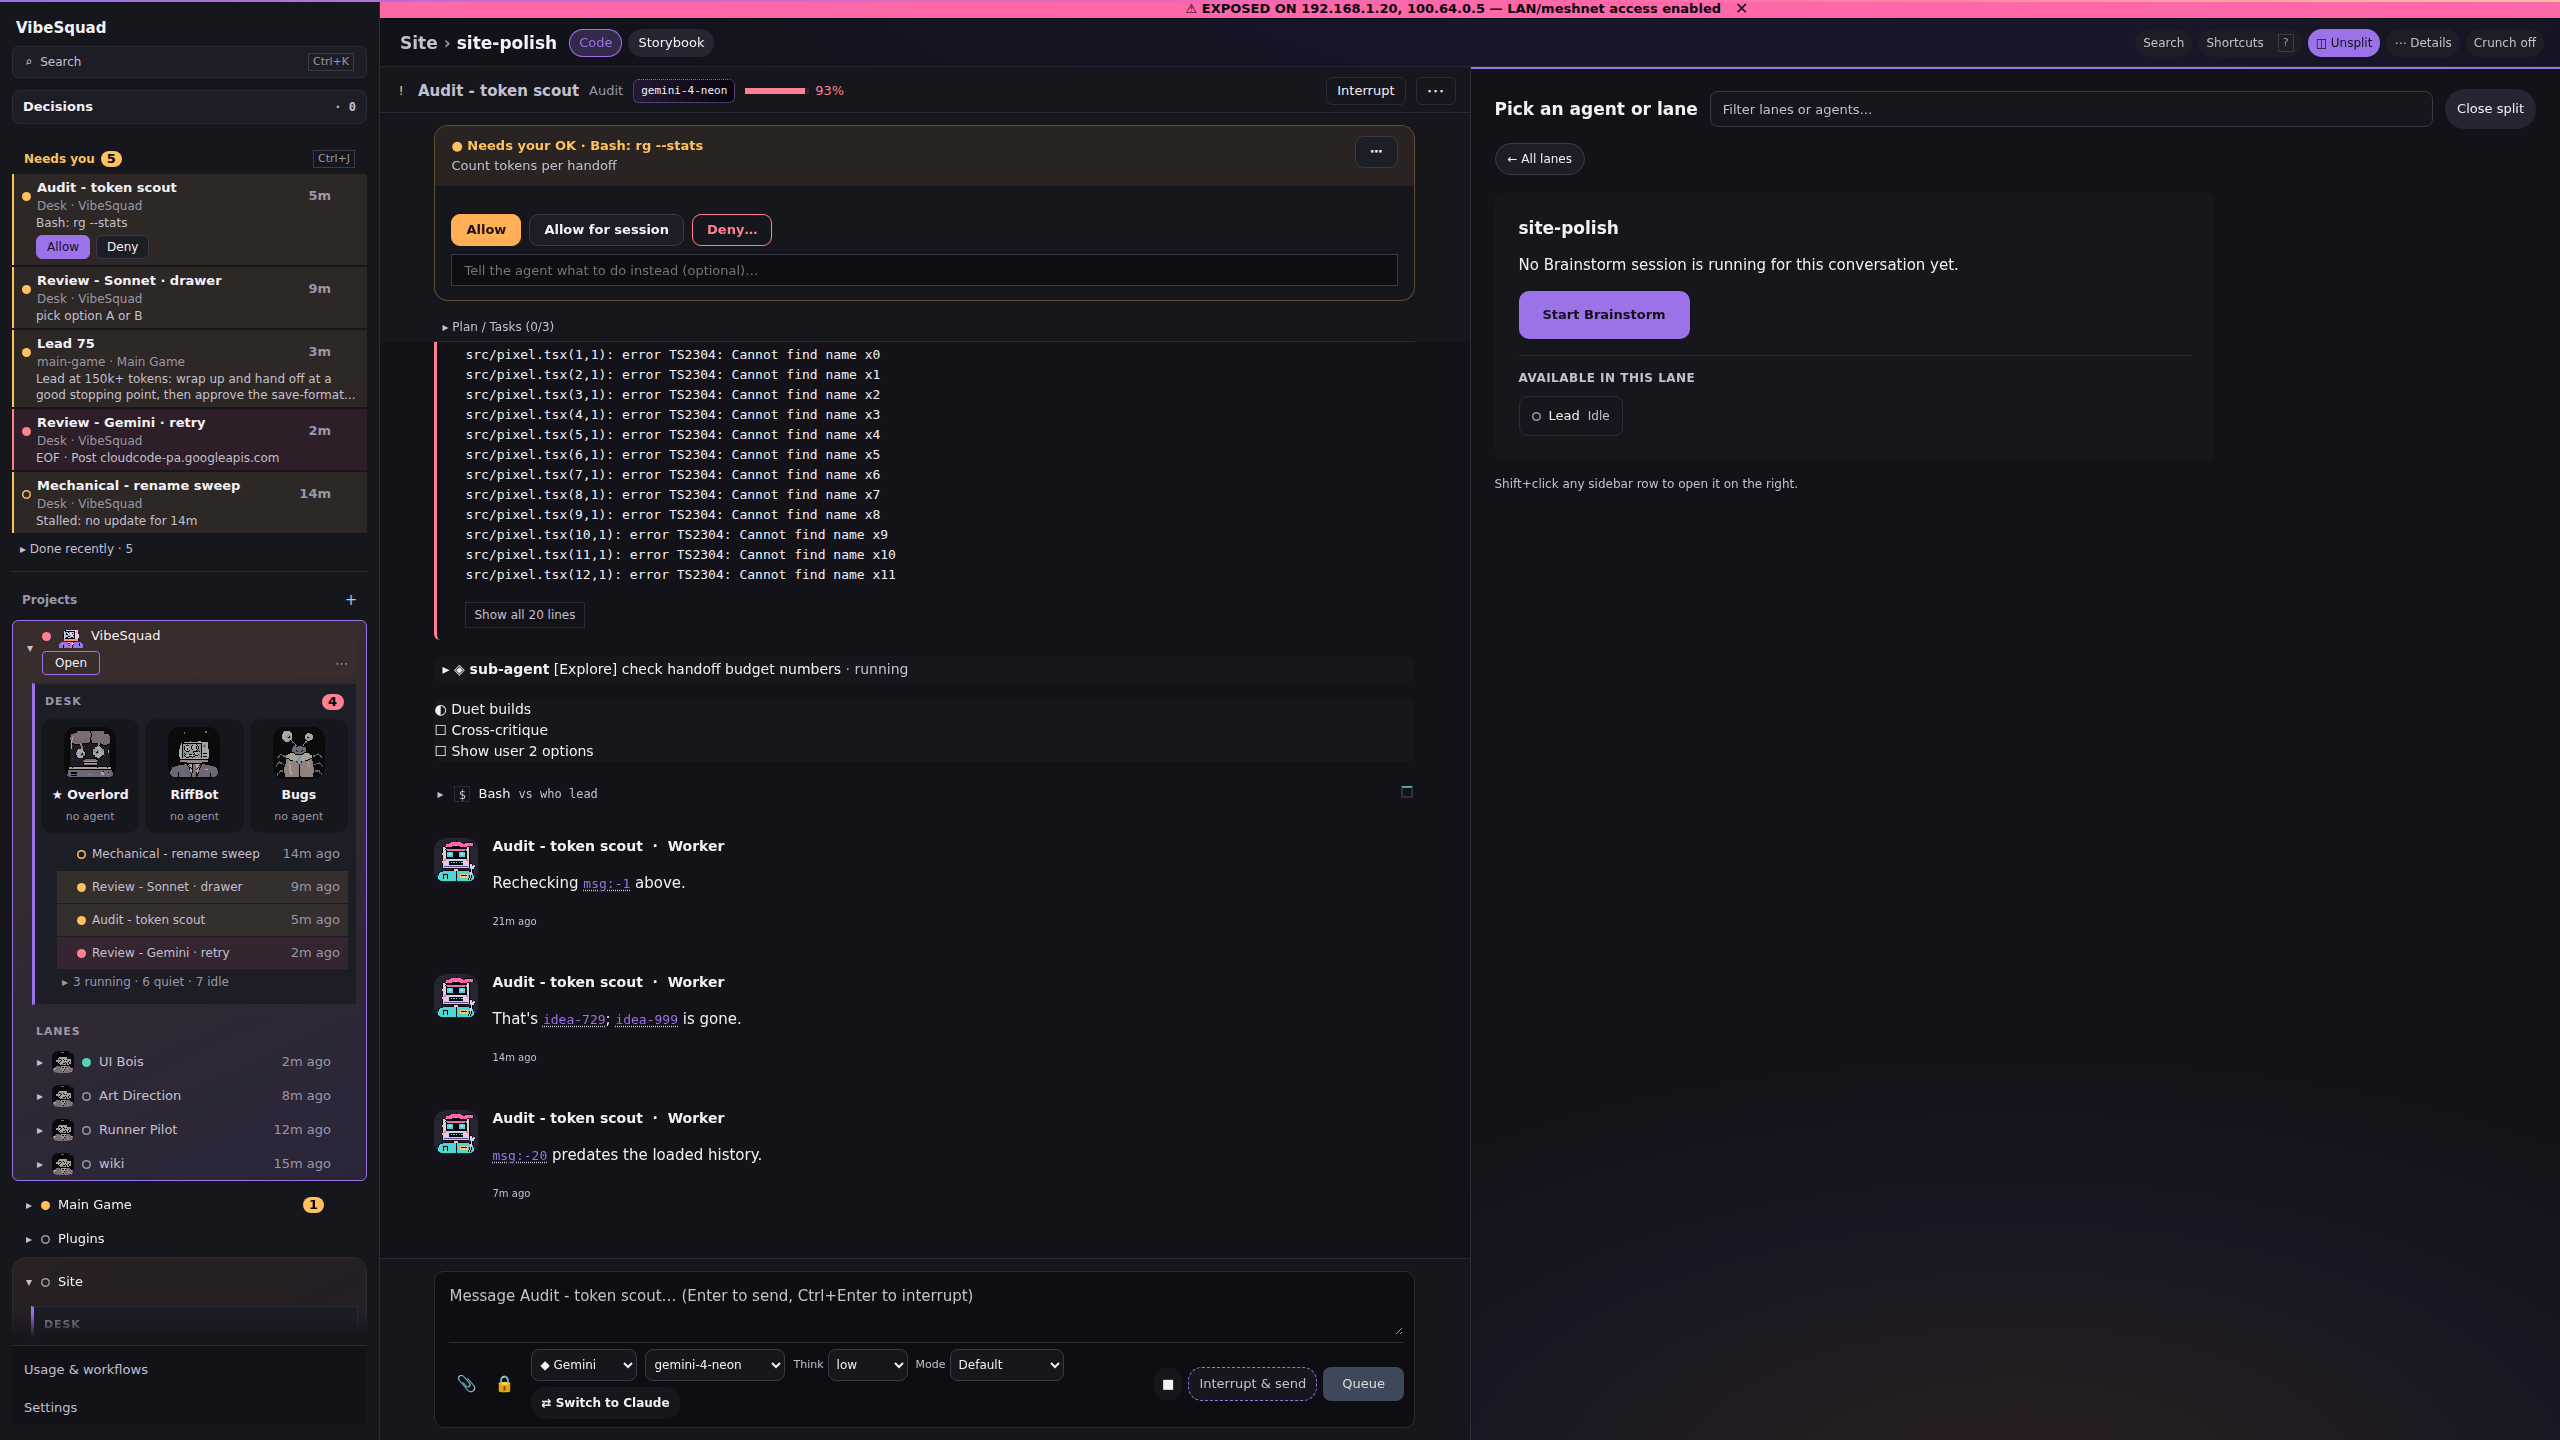 ⚠ EXPOSED ON 192.168.1.20, 100.64.0.5 — LAN/meshnet access enabled ✕
VibeSquad
Search Ctrl+K
Decisions · 0
Needs you 5 Ctrl+J
Audit - token scout 5m
Desk · VibeSquad
Bash: rg --stats
Allow Deny
Review - Sonnet · drawer 9m
Desk · VibeSquad
pick option A or B
Lead 75 3m
main-game · Main Game
Lead at 150k+ tokens: wrap up and hand off at a
good stopping point, then approve the save-format…
Review - Gemini · retry 2m
Desk · VibeSquad
EOF · Post cloudcode-pa.googleapis.com
Mechanical - rename sweep 14m
Desk · VibeSquad
Stalled: no update for 14m
▸ Done recently · 5
Projects +
▾ VibeSquad
Open ⋯
DESK 4
★ Overlord RiffBot Bugs
no agent no agent no agent
Mechanical - rename sweep 14m ago
Review - Sonnet · drawer 9m ago
Audit - token scout 5m ago
Review - Gemini · retry 2m ago
▸ 3 running · 6 quiet · 7 idle
LANES
▸ UI Bois 2m ago
▸ Art Direction 8m ago
▸ Runner Pilot 12m ago
▸ wiki 15m ago
▸ Main Game 1
▸ Plugins
▾ Site
DESK
Usage & workflows
Settings
Site › site-polish Code Storybook
Search Shortcuts ? ◫ Unsplit ⋯ Details Crunch off
! Audit - token scout Audit gemini-4-neon 93% Interrupt ⋯
● Needs your OK · Bash: rg --stats ⋯
Count tokens per handoff
Allow Allow for session Deny…
Tell the agent what to do instead (optional)…
▸ Plan / Tasks (0/3)
src/pixel.tsx(1,1): error TS2304: Cannot find name x0
src/pixel.tsx(2,1): error TS2304: Cannot find name x1
src/pixel.tsx(3,1): error TS2304: Cannot find name x2
src/pixel.tsx(4,1): error TS2304: Cannot find name x3
src/pixel.tsx(5,1): error TS2304: Cannot find name x4
src/pixel.tsx(6,1): error TS2304: Cannot find name x5
src/pixel.tsx(7,1): error TS2304: Cannot find name x6
src/pixel.tsx(8,1): error TS2304: Cannot find name x7
src/pixel.tsx(9,1): error TS2304: Cannot find name x8
src/pixel.tsx(10,1): error TS2304: Cannot find name x9
src/pixel.tsx(11,1): error TS2304: Cannot find name x10
src/pixel.tsx(12,1): error TS2304: Cannot find name x11
Show all 20 lines
▸ ◈ sub-agent [Explore] check handoff budget numbers · running
◐ Duet builds
☐ Cross-critique
☐ Show user 2 options
▸ $ Bash vs who lead
Audit - token scout · Worker
Rechecking msg:-1 above.
21m ago
Audit - token scout · Worker
That's idea-729; idea-999 is gone.
14m ago
Audit - token scout · Worker
msg:-20 predates the loaded history.
7m ago
Message Audit - token scout… (Enter to send, Ctrl+Enter to interrupt)
◆ Gemini gemini-4-neon Think low Mode Default
⇄ Switch to Claude
■ Interrupt & send Queue
Pick an agent or lane Filter lanes or agents… Close split
← All lanes
site-polish
No Brainstorm session is running for this conversation yet.
Start Brainstorm
AVAILABLE IN THIS LANE
Lead Idle
Shift+click any sidebar row to open it on the right.